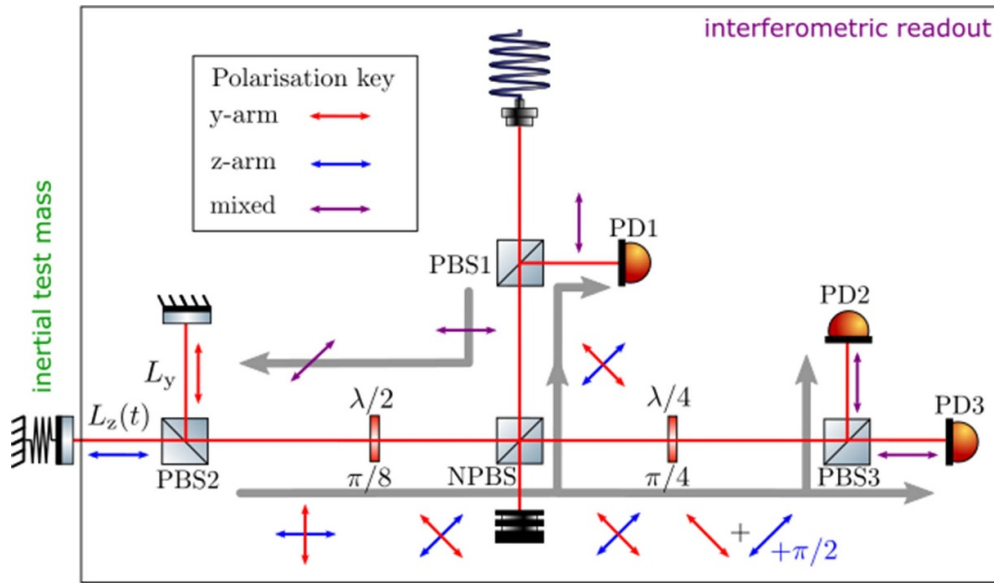 interferometric readout
Polarisation key
y-arm
z-arm
mixed
PBS1
PD1
PD2
PD3
inertial test mass
L_y
L_z(t)
λ/2
λ/4
PBS2
π/8
NPBS
π/4
PBS3
+
+π/2